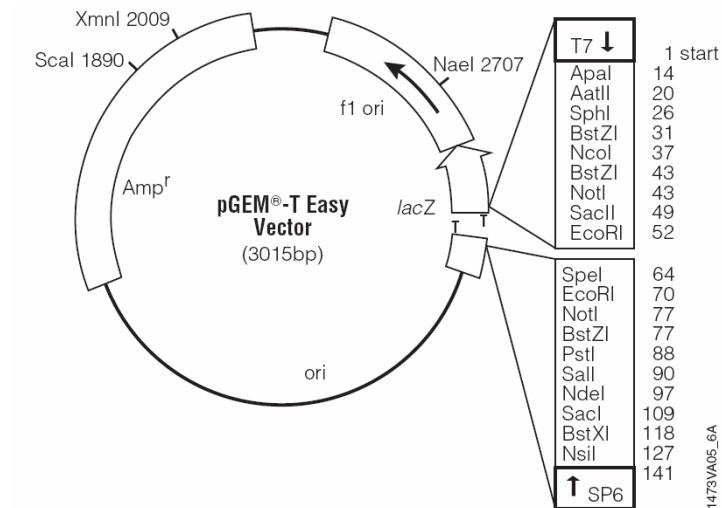 XmnI 2009
ScaI 1890
NaeI 2707
f1 ori
Ampʳ
pGEM®-T Easy
Vector
(3015bp)
lacZ
T
T
ori
T7 ↓
1 start
ApaI 14
AatII 20
SphI 26
BstZI 31
NcoI 37
BstZI 43
NotI 43
SacII 49
EcoRI 52
SpeI 64
EcoRI 70
NotI 77
BstZI 77
PstI 88
SalI 90
NdeI 97
SacI 109
BstXI 118
NsiI 127
141
↑ SP6
1473VA05_6A